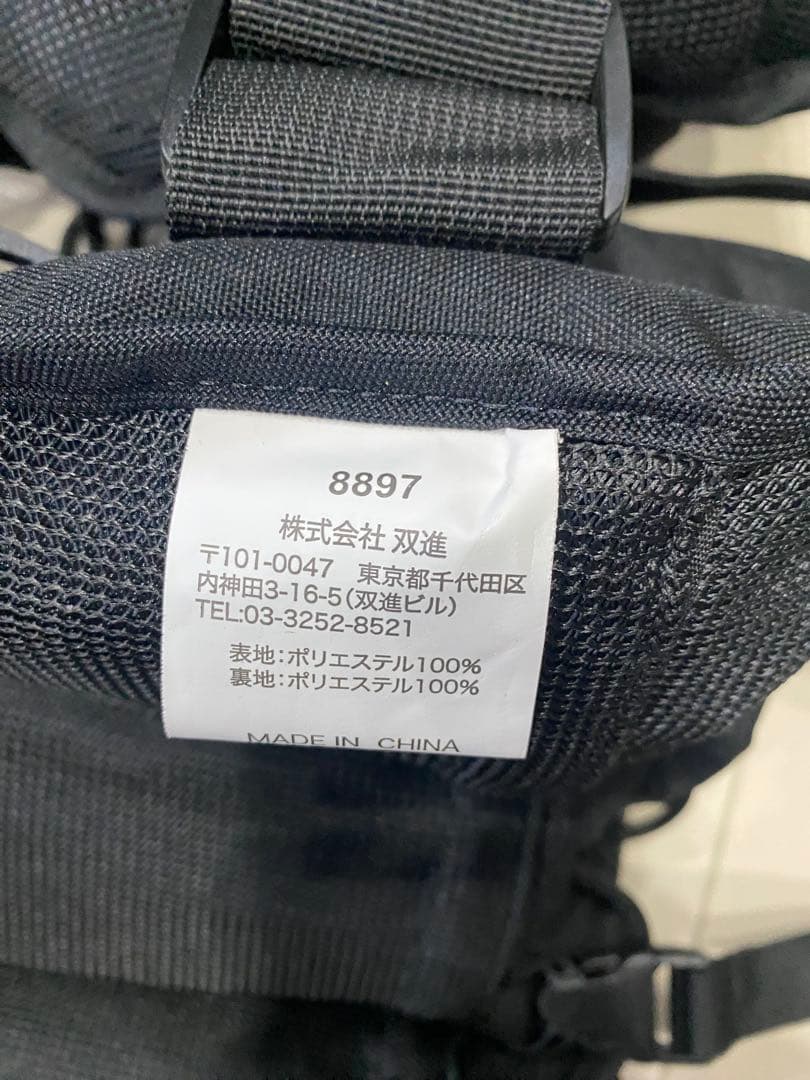 8897
株式会社 双進
〒101-0047　東京都千代田区
内神田3-16-5(双進ビル)
TEL:03-3252-8521
表地:ポリエステル100%
裏地:ポリエステル100%
MADE IN CHINA